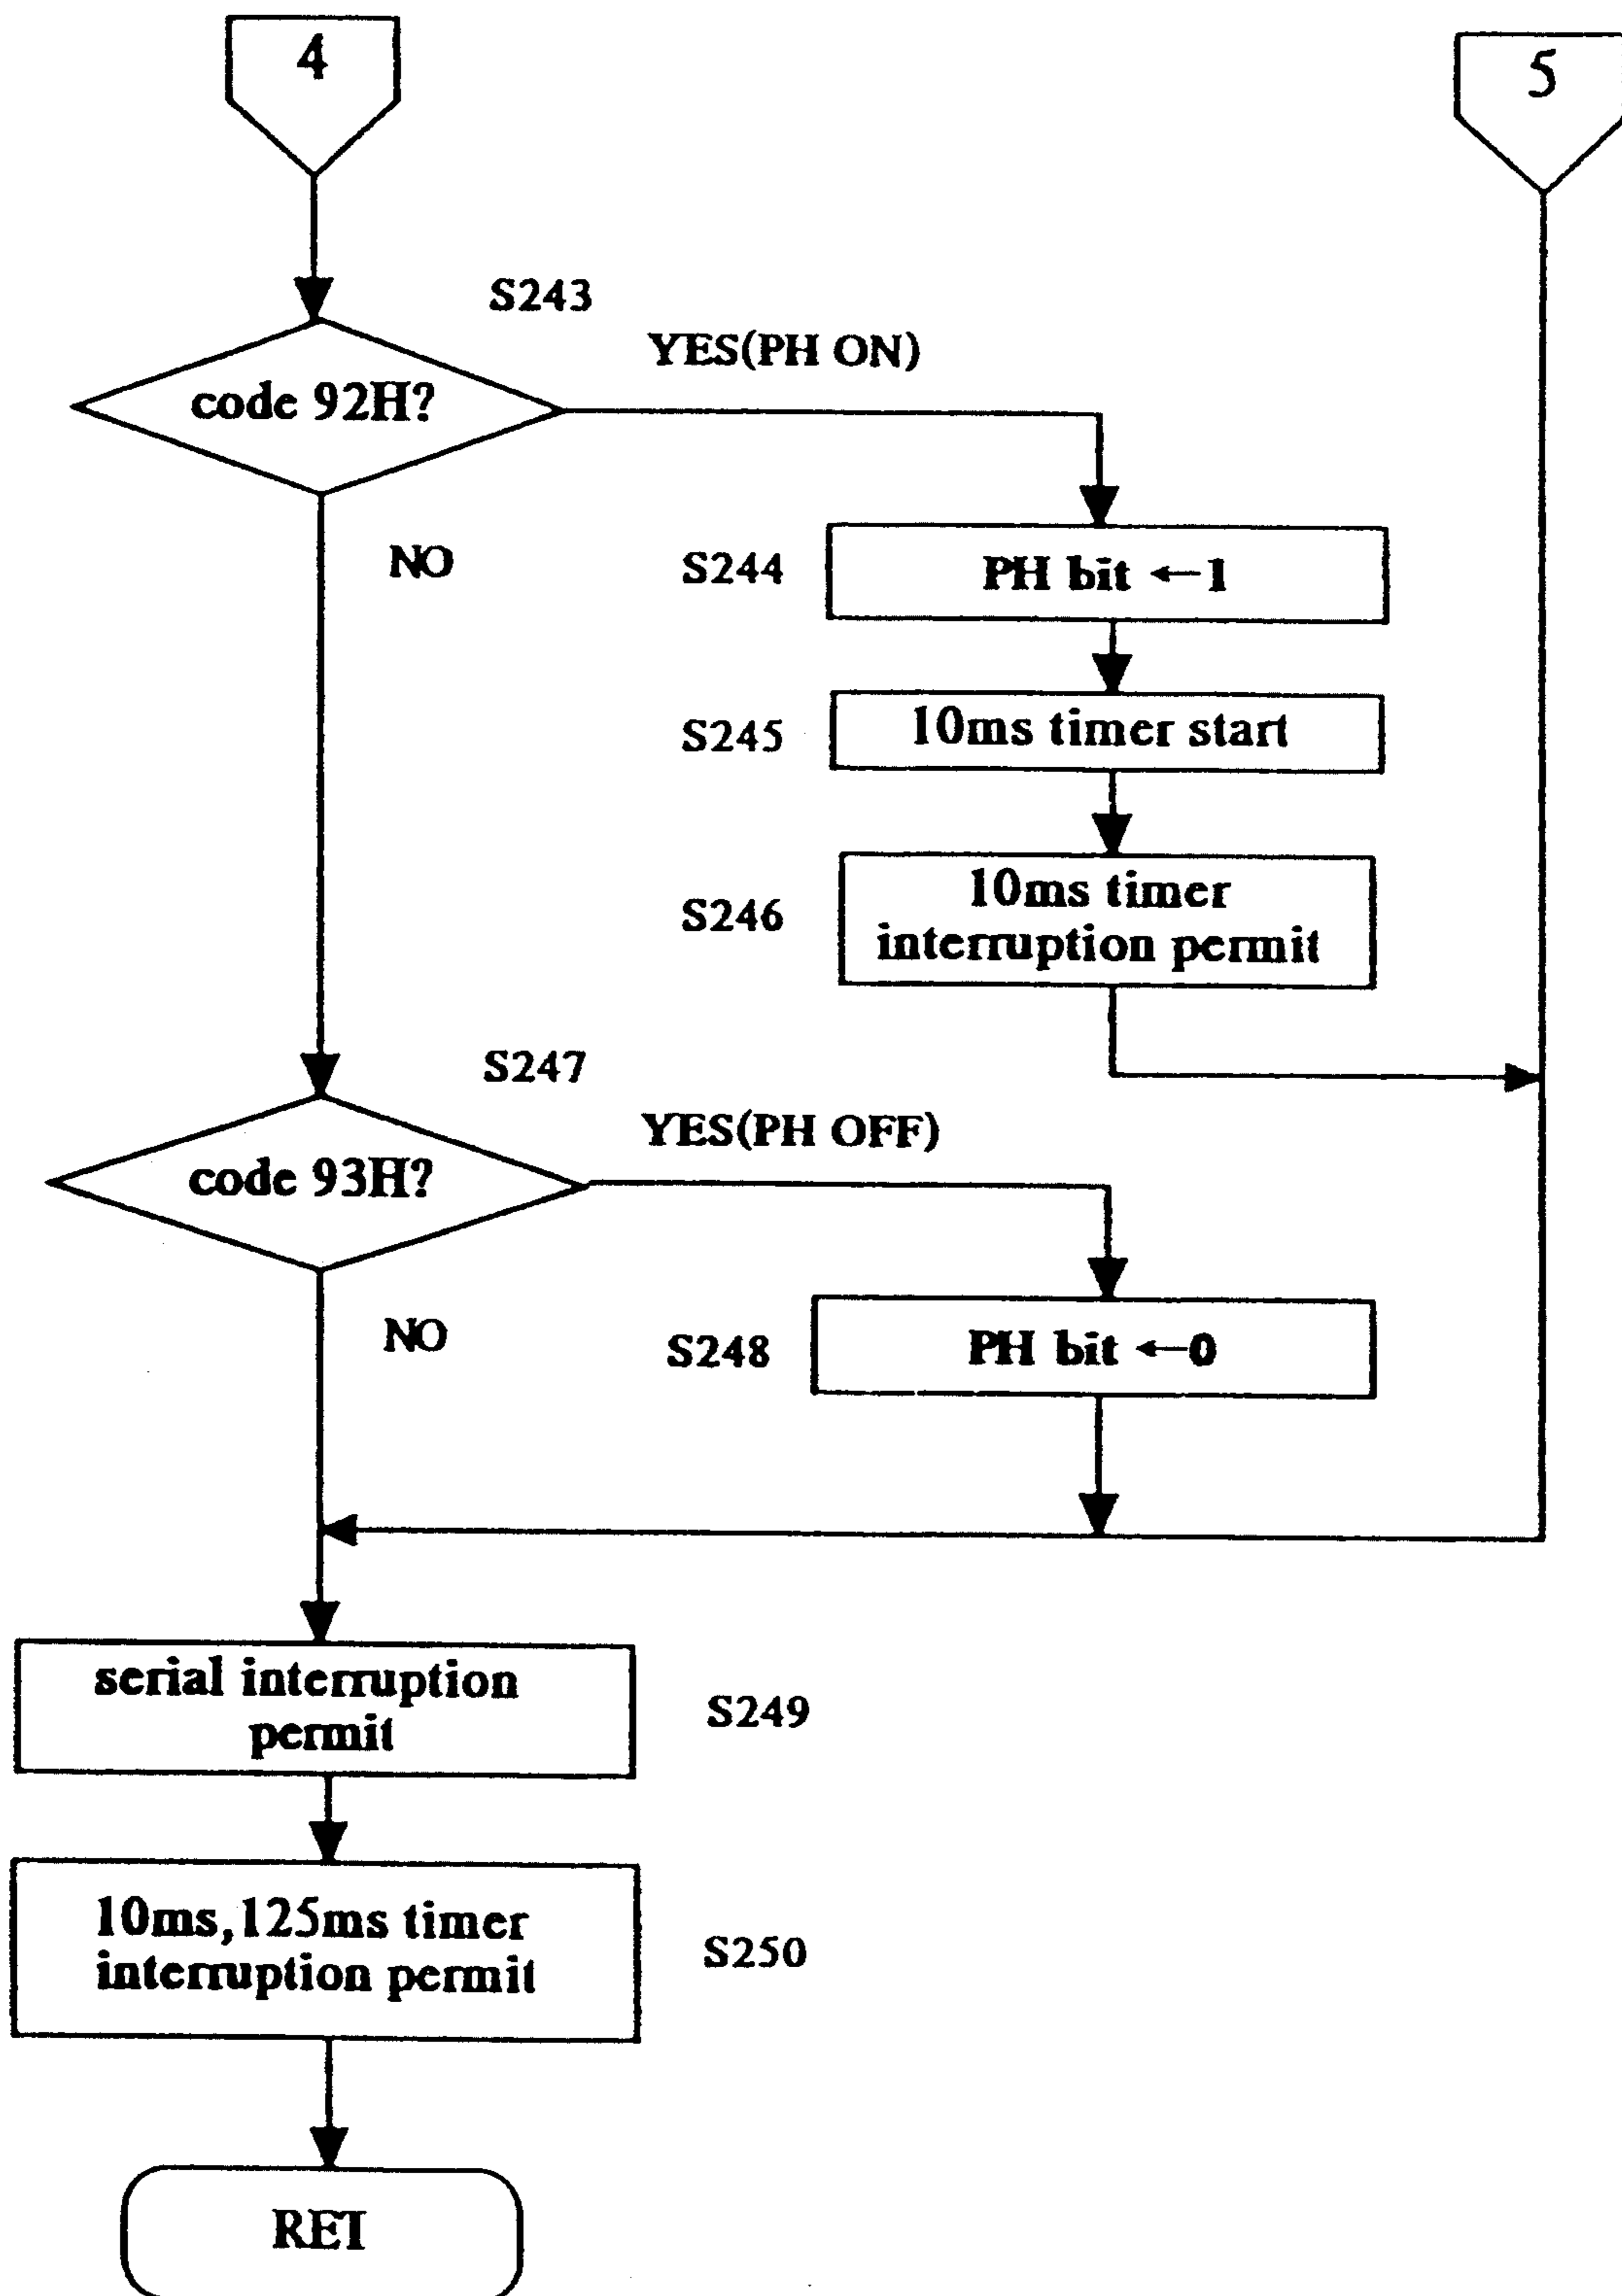 4
5
S243
YES(PH ON)
code 92H?
NO
S244
PH bit ←1
S245
10ms timer start
S246
10ms timer
interruption permit
S247
YES(PH OFF)
code 93H?
NO
S248
PH bit ←0
serial interruption
permit
S249
10ms,125ms timer
interruption permit
S250
RET